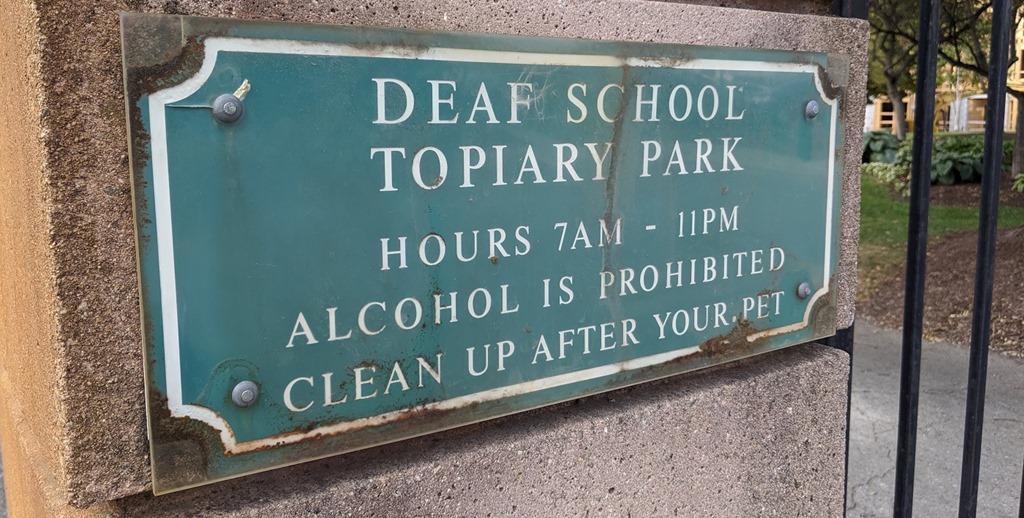 DEAF SCHOOL
TOPIARY PARK
HOURS 7AM - 11PM
ALCOHOL IS PROHIBITED
CLEAN UP AFTER YOUR PET